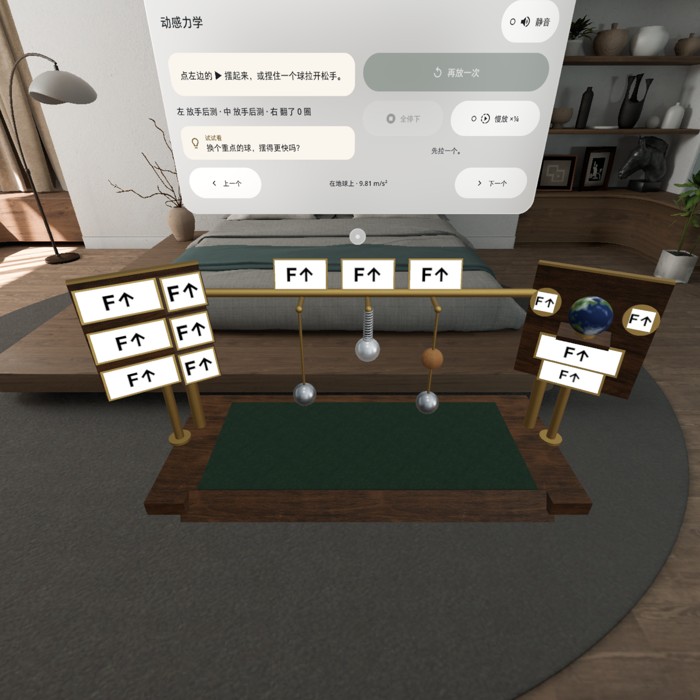 动感力学
静音
点左边的 ▶ 摆起来，或捏住一个球拉开松手。
再放一次
左 放手后测 · 中 放手后测 · 右 翻了 0 圈
全停下
慢放 ×¼
试试看
换个重点的球，摆得更快吗？
先拉一个。
上一个
在地球上 · 9.81 m/s²
下一个
F↑
F↑
F↑
F↑
F↑
F↑
F↑
F↑
F↑
F↑
F↑
F↑
F↑